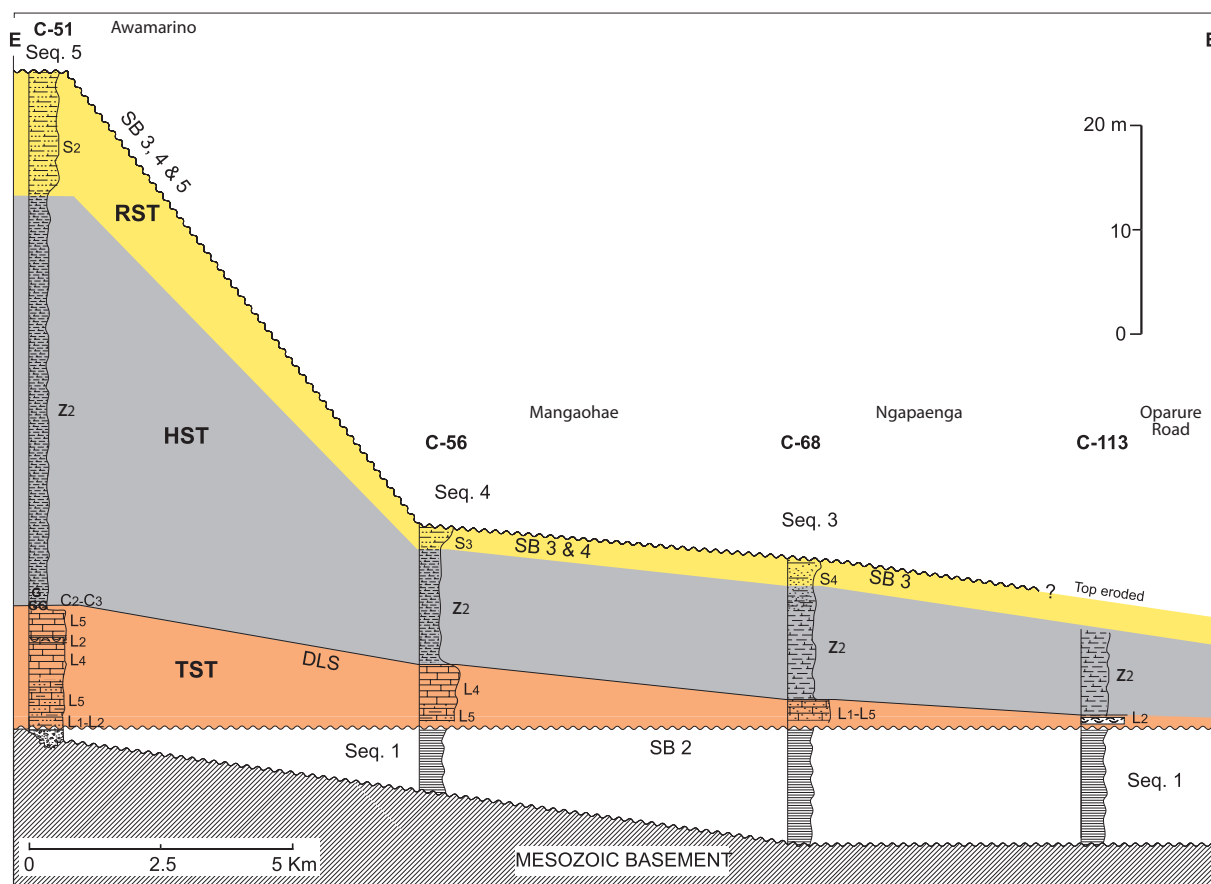 C-51 Awamarino
E
E
Seq. 5
S2
SB 3, 4 & 5
20 m
10
0
RST
Z2
HST
Mangaohae
Ngapaenga
Oparure
Road
C-56
C-68
C-113
Seq. 4
Seq. 3
S3
SB 3 & 4
S4
SB 3
?
Top eroded
G
GG
C2-C3
L5
L2
L4
L5
L1-L2
TST
DLS
Z2
L4
L5
Z2
L1-L5
Z2
L2
Seq. 1
SB 2
Seq. 1
0
2.5
5 Km
MESOZOIC BASEMENT